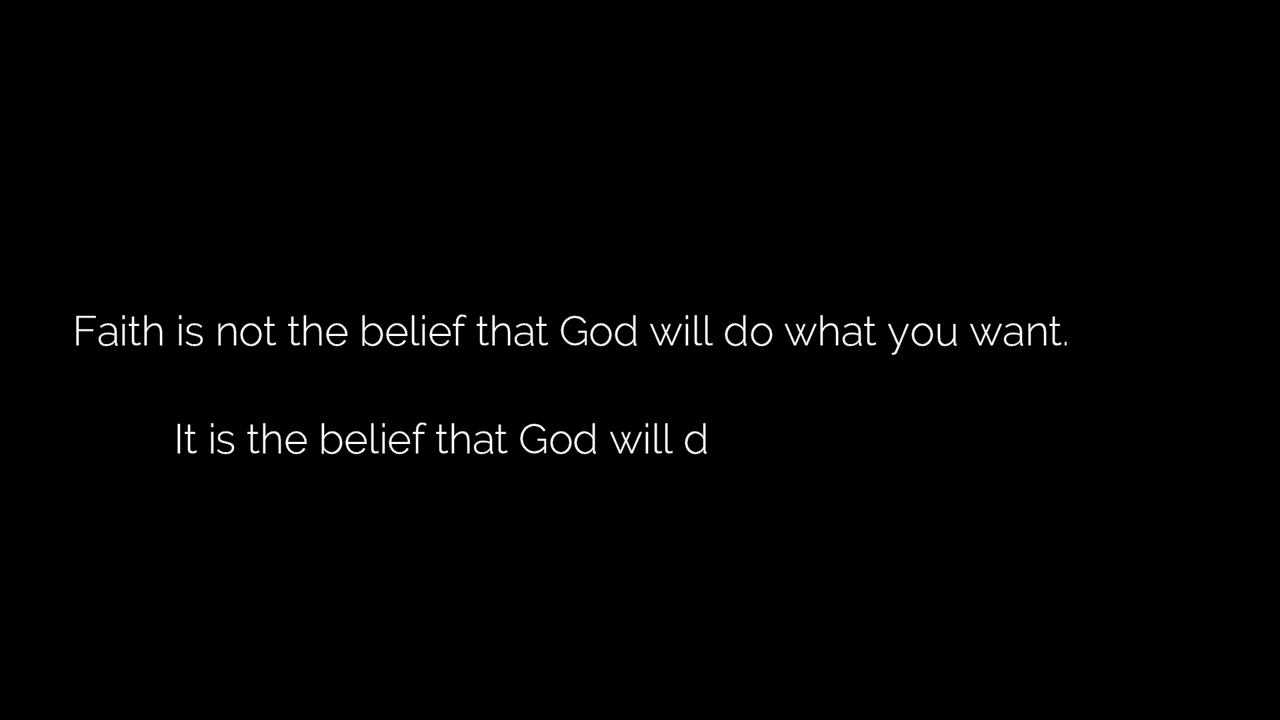 Faith is not the belief that God will do what you want.
It is the belief that God will d